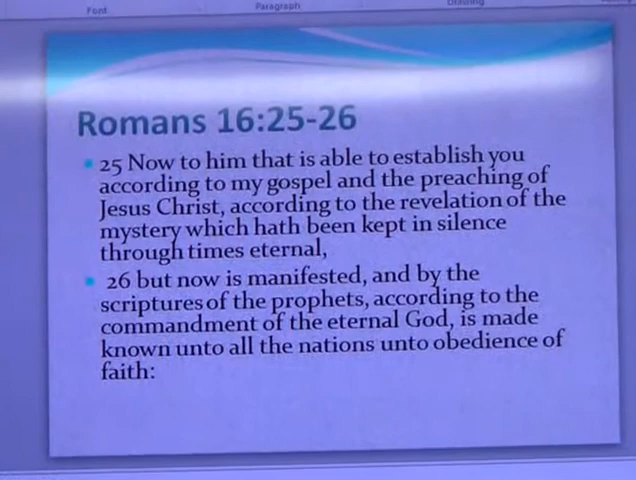 Font Paragraph Drawing
Romans 16:25-26
25 Now to him that is able to establish you
according to my gospel and the preaching of
Jesus Christ, according to the revelation of the
mystery which hath been kept in silence
through times eternal,
26 but now is manifested, and by the
scriptures of the prophets, according to the
commandment of the eternal God, is made
known unto all the nations unto obedience of
faith: